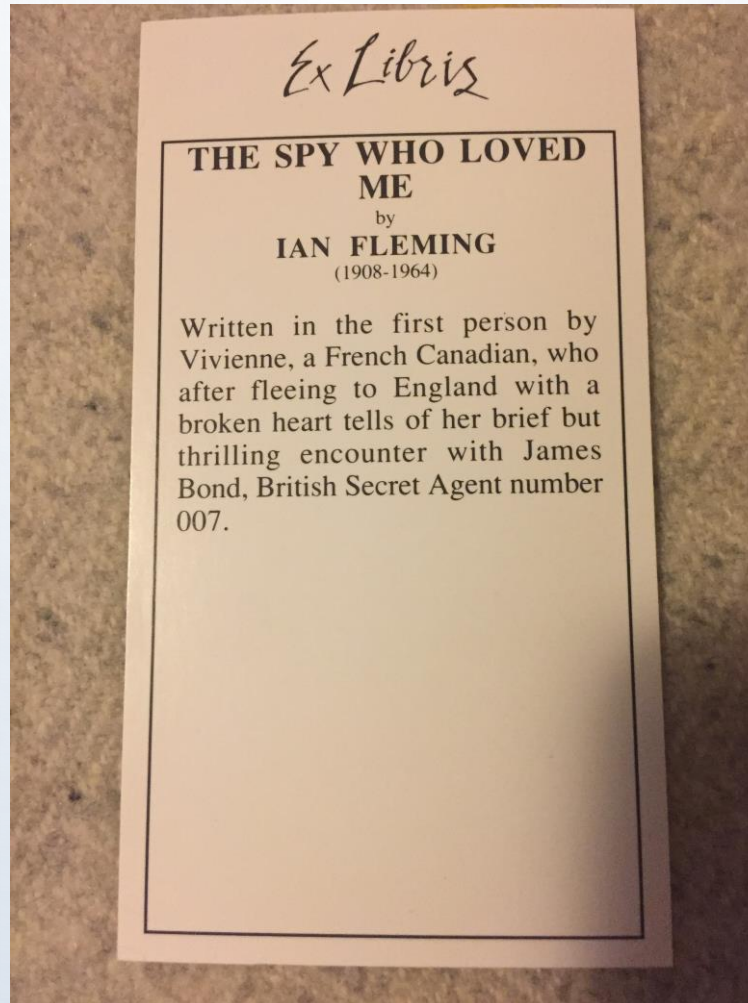 Ex Libris
THE SPY WHO LOVED
ME
by
IAN FLEMING
(1908-1964)
Written in the first person by
Vivienne, a French Canadian, who
after fleeing to England with a
broken heart tells of her brief but
thrilling encounter with James
Bond, British Secret Agent number
007.